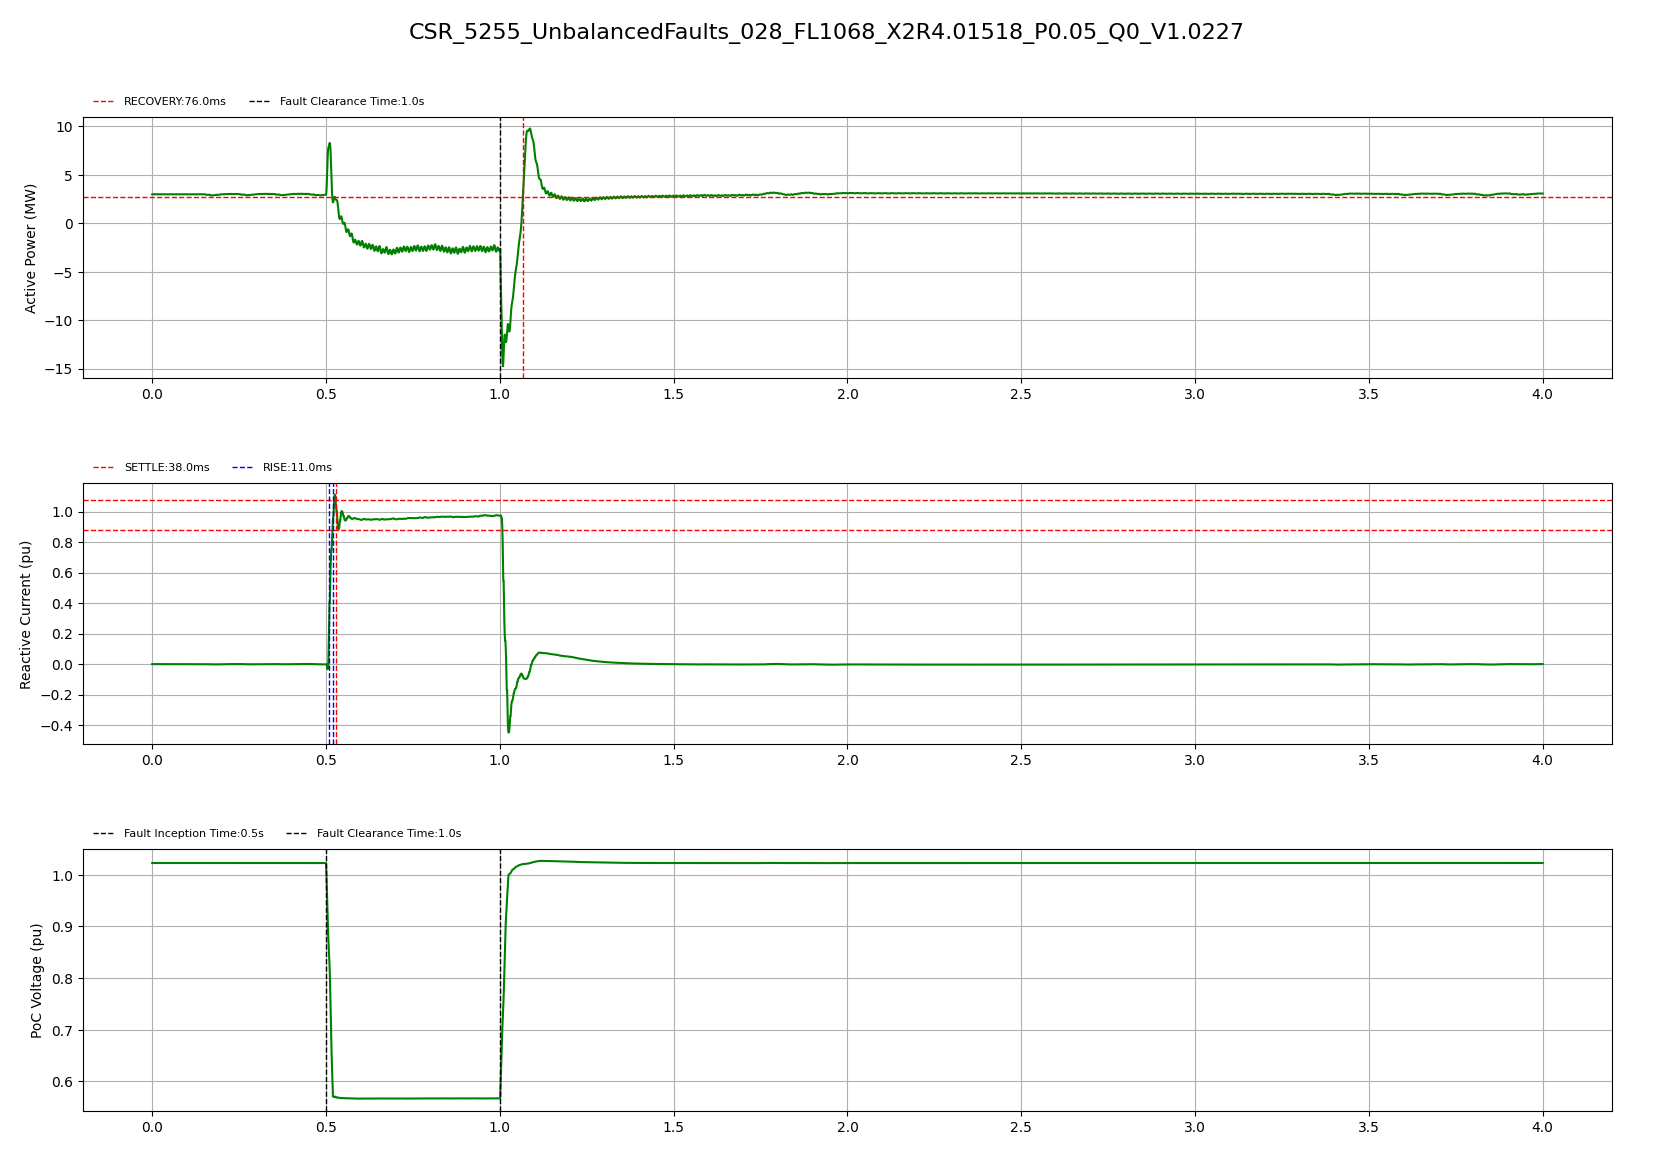 CSR_5255_UnbalancedFaults_028_FL1068_X2R4.01518_P0.05_Q0_V1.0227
RECOVERY:76.0ms Fault Clearance Time:1.0s
Active Power (MW)
10
5
0
−5
−10
−15
0.0 0.5 1.0 1.5 2.0 2.5 3.0 3.5 4.0
SETTLE:38.0ms RISE:11.0ms
Reactive Current (pu)
1.0
0.8
0.6
0.4
0.2
0.0
−0.2
−0.4
0.0 0.5 1.0 1.5 2.0 2.5 3.0 3.5 4.0
Fault Inception Time:0.5s Fault Clearance Time:1.0s
PoC Voltage (pu)
1.0
0.9
0.8
0.7
0.6
0.0 0.5 1.0 1.5 2.0 2.5 3.0 3.5 4.0